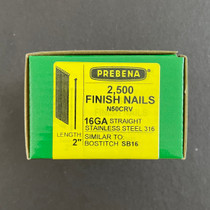 PREBENA
2,500
FINISH NAILS
N50CRV
16GA STRAIGHT
STAINLESS STEEL 316
LENGTH:
2"
SIMILAR TO:
BOSTITCH SB16